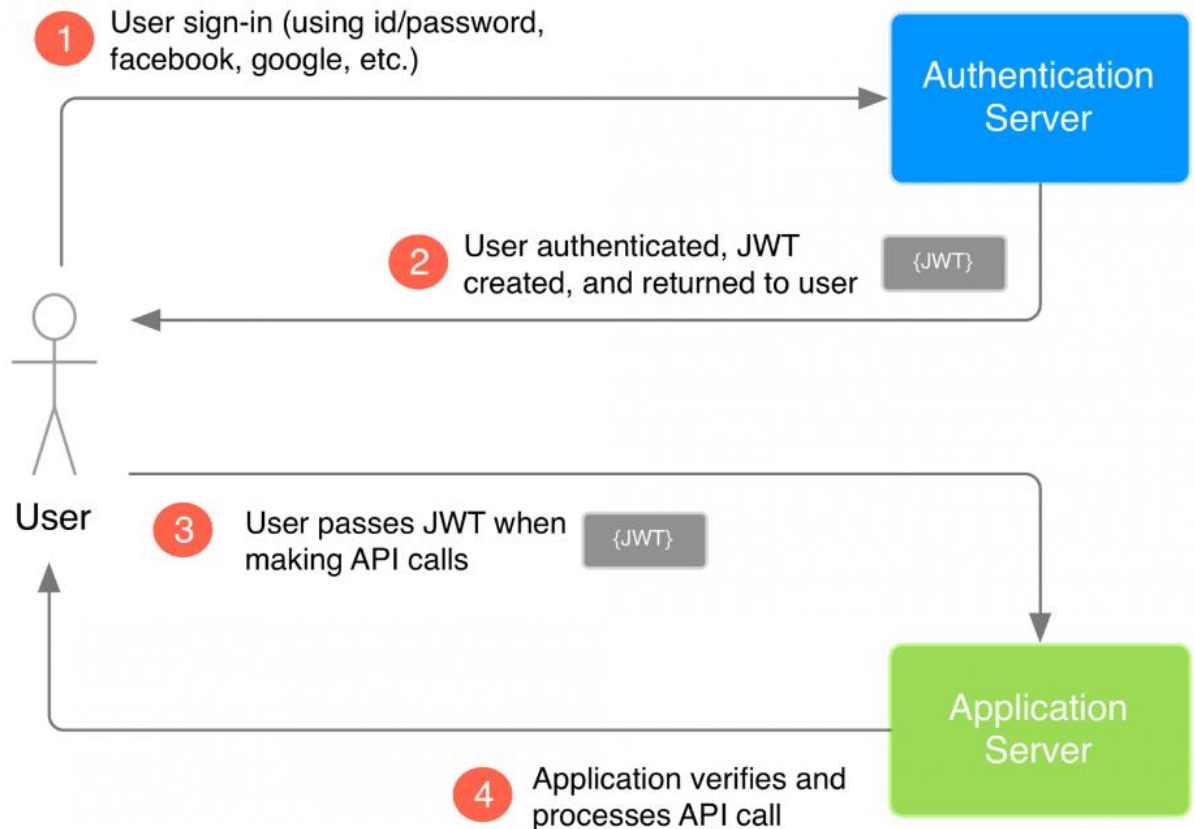 1
User sign-in (using id/password,
facebook, google, etc.)
Authentication
Server
2
User authenticated, JWT
created, and returned to user
{JWT}
User
3
User passes JWT when
making API calls
{JWT}
Application
Server
4
Application verifies and
processes API call